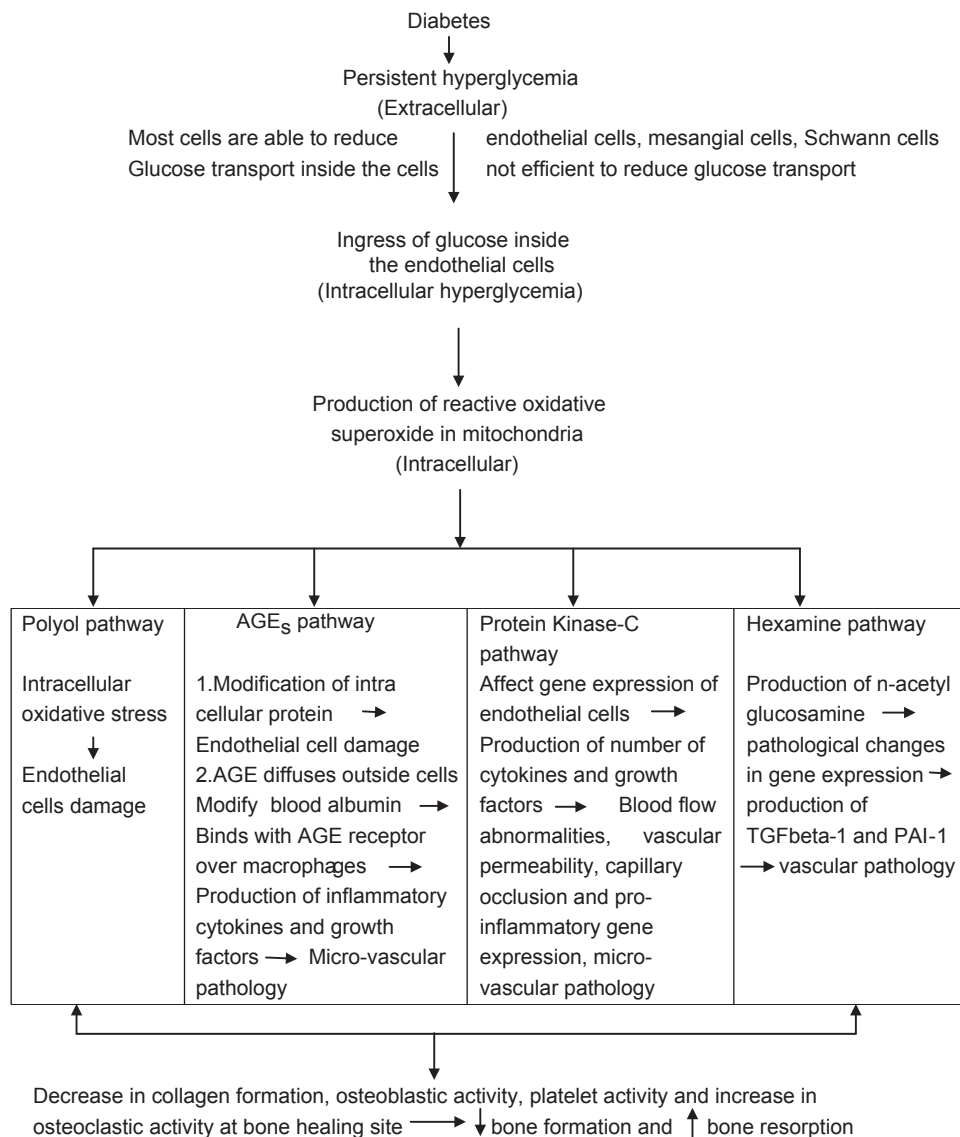 Diabetes
Persistent hyperglycemia
(Extracellular)
Most cells are able to reduce
Glucose transport inside the cells
endothelial cells, mesangial cells, Schwann cells
not efficient to reduce glucose transport
Ingress of glucose inside
the endothelial cells
(Intracellular hyperglycemia)
Production of reactive oxidative
superoxide in mitochondria
(Intracellular)
Polyol pathway
Intracellular
oxidative stress
Endothelial
cells damage
AGEs pathway
1.Modification of intra
cellular protein →
Endothelial cell damage
2.AGE diffuses outside cells
Modify blood albumin →
Binds with AGE receptor
over macrophages →
Production of inflammatory
cytokines and growth
factors → Micro-vascular
pathology
Protein Kinase-C
pathway
Affect gene expression of
endothelial cells →
Production of number of
cytokines and growth
factors → Blood flow
abnormalities, vascular
permeability, capillary
occlusion and pro-
inflammatory gene
expression, micro-
vascular pathology
Hexamine pathway
Production of n-acetyl
glucosamine →
pathological changes
in gene expression →
production of
TGFbeta-1 and PAI-1
→ vascular pathology
Decrease in collagen formation, osteoblastic activity, platelet activity and increase in
osteoclastic activity at bone healing site → ↓ bone formation and ↑ bone resorption